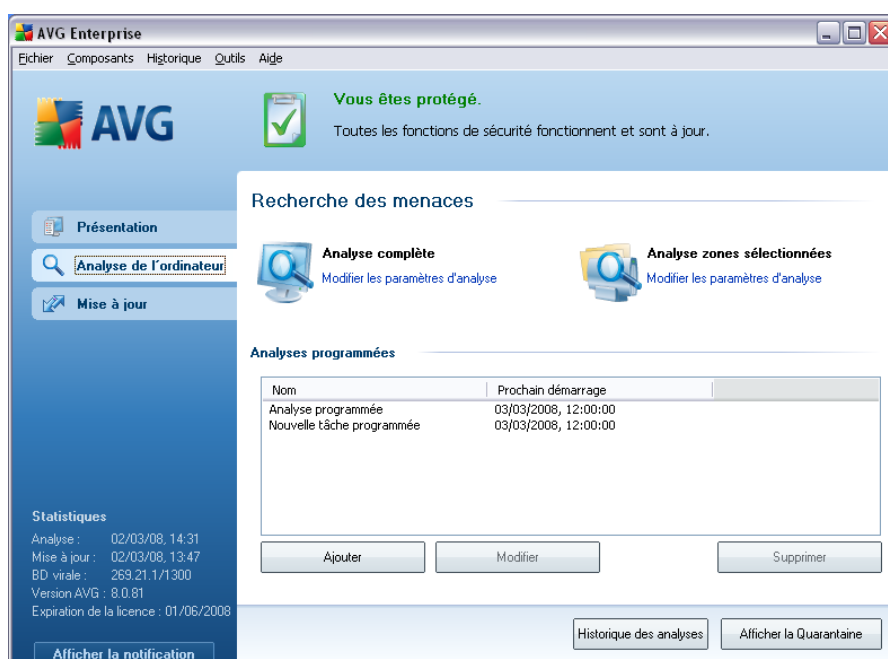 AVG Enterprise
Fichier Composants Historique Outils Aide
AVG
Vous êtes protégé.
Toutes les fonctions de sécurité fonctionnent et sont à jour.
Présentation
Analyse de l'ordinateur
Mise à jour
Recherche des menaces
Analyse complète
Modifier les paramètres d'analyse
Analyse zones sélectionnées
Modifier les paramètres d'analyse
Analyses programmées
Nom Prochain démarrage
Analyse programmée 03/03/2008, 12:00:00
Nouvelle tâche programmée 03/03/2008, 12:00:00
Ajouter Modifier Supprimer
Statistiques
Analyse : 02/03/08, 14:31
Mise à jour : 02/03/08, 13:47
BD virale : 269.21.1/1300
Version AVG : 8.0.81
Expiration de la licence : 01/06/2008
Afficher la notification
Historique des analyses Afficher la Quarantaine